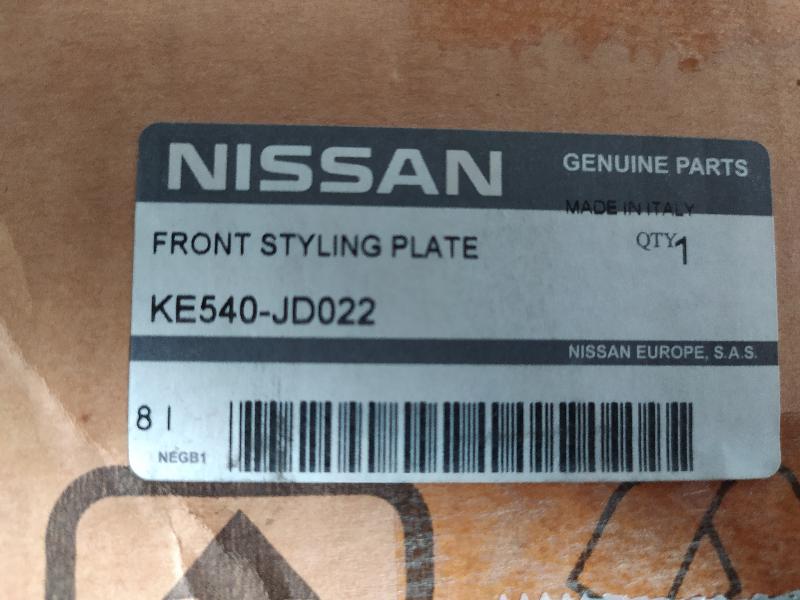 NISSAN
GENUINE PARTS
MADE IN ITALY
FRONT STYLING PLATE
QTY 1
KE540-JD022
NISSAN EUROPE, S.A.S.
8 I
NEGB1